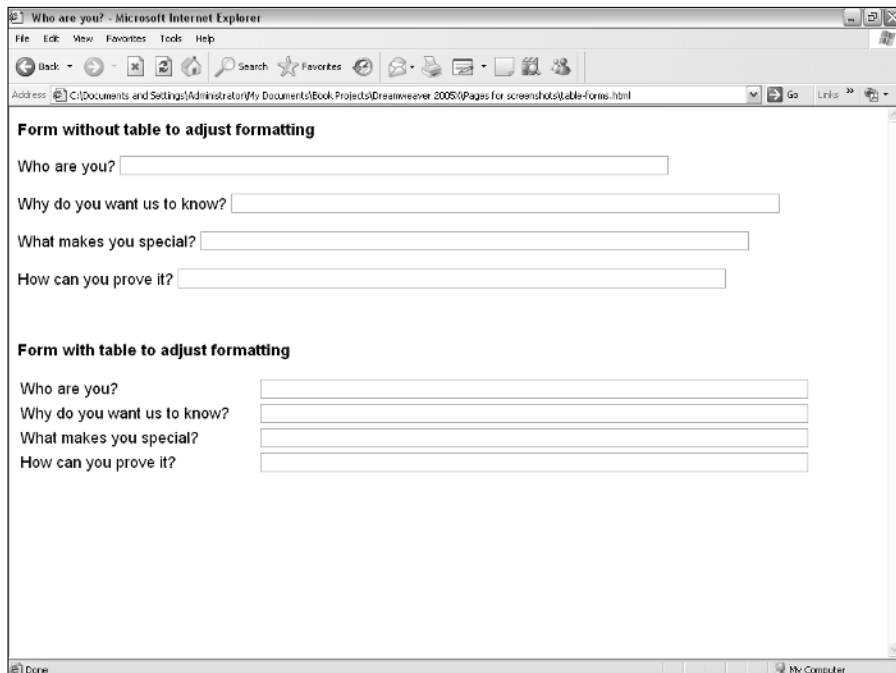 Who are you? - Microsoft Internet Explorer
File Edit View Favorites Tools Help
Back Search Favorites
Address C:\Documents and Settings\Administrator\My Documents\Book Projects\Dreamweaver 2005X\Pages for screenshots\table-forms.html Go Links »
Form without table to adjust formatting
Who are you?
Why do you want us to know?
What makes you special?
How can you prove it?
Form with table to adjust formatting
Who are you?
Why do you want us to know?
What makes you special?
How can you prove it?
Done My Computer